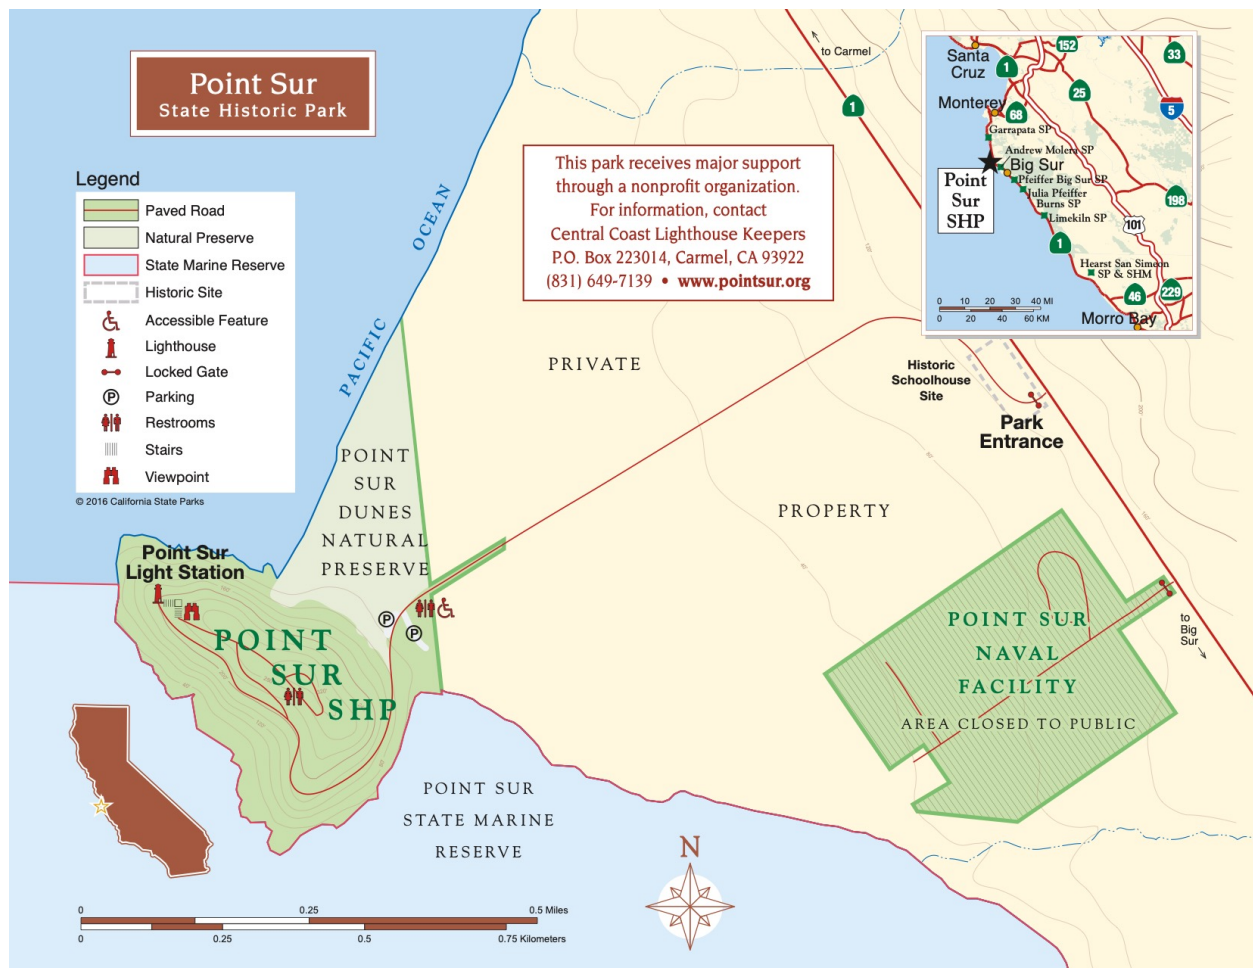 Point Sur
State Historic Park
Legend
Paved Road
Natural Preserve
State Marine Reserve
Historic Site
Accessible Feature
Lighthouse
Locked Gate
P
Parking
Restrooms
Stairs
Viewpoint
© 2016 California State Parks
PACIFIC OCEAN
to Carmel
1
This park receives major support
through a nonprofit organization.
For information, contact
Central Coast Lighthouse Keepers
P.O. Box 223014, Carmel, CA 93922
(831) 649-7139 • www.pointsur.org
Santa
Cruz
152
33
1
25
5
Monterey
68
Garrapata SP
Andrew Molera SP
Big Sur
Pfeiffer Big Sur SP
Julia Pfeiffer
Burns SP
Limekiln SP
Point
Sur
SHP
198
101
1
Hearst San Simeon
SP & SHM
46
229
Morro Bay
0 10 20 30 40 MI
0 20 40 60 KM
PRIVATE
PROPERTY
Historic
Schoolhouse
Site
Park
Entrance
POINT
SUR
DUNES
NATURAL
PRESERVE
Point Sur
Light Station
P
P
POINT
SUR
SHP
POINT SUR
NAVAL
FACILITY
AREA CLOSED TO PUBLIC
to
Big
Sur
POINT SUR
STATE MARINE
RESERVE
N
0 0.25 0.5 Miles
0 0.25 0.5 0.75 Kilometers